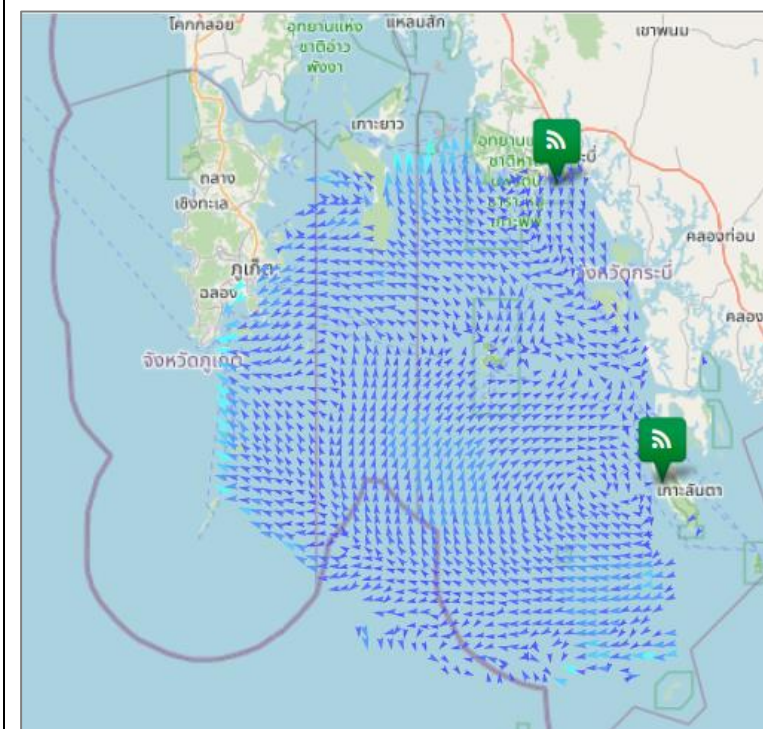 โคกกลอย
อุทยานแห่ง
ชาติอ่าว
พังงา
แหลมสัก
เขาพนม
เกาะยาว
ถลาง
เชิงทะเล
ภูเก็ต
ฉลอง
จังหวัดภูเก็ต
คลองท่อม
จังหวัดกระบี่
คลอง
เกาะลันตา